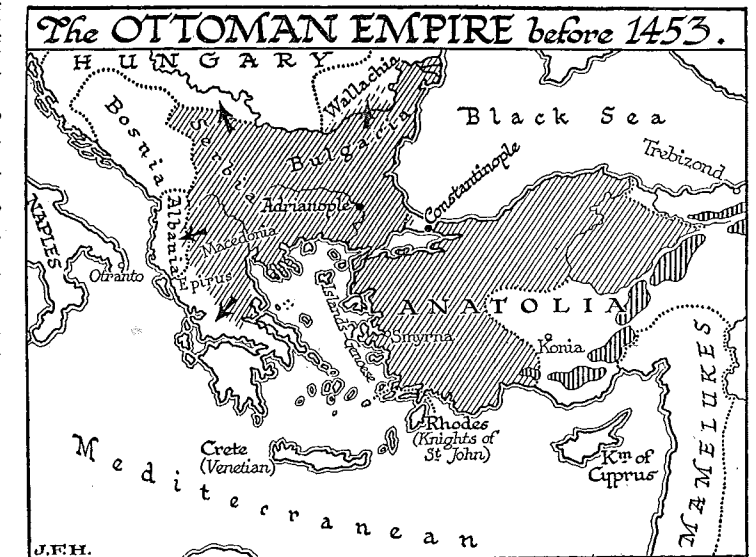 The OTTOMAN EMPIRE before 1453.
HUNGARY
Wallachia
Bosnia
Serbia
Bulgaria
Black Sea
Trebizond
Constantinople
Adrianople
Albania
Macedonia
NAPLES
Otranto
Epirus
ANATOLIA
Smyrna
Konia
Rhodes
(Knights of
St John)
Crete
(Venetian)
Km of
Cyprus
MAMELUKES
Mediterranean
J.F.H.